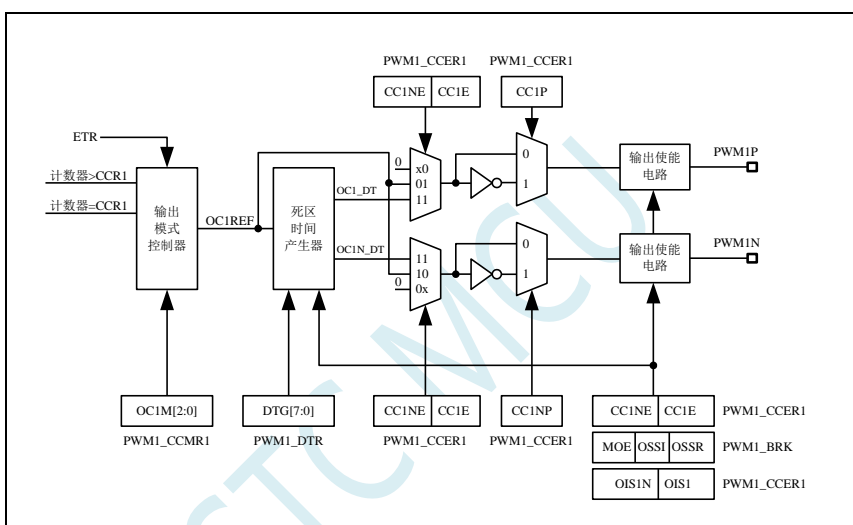 PWM1_CCER1
PWM1_CCER1
CC1NE
CC1E
CC1P
ETR
计数器>CCR1
计数器=CCR1
输出
模式
控制器
OC1REF
死区
时间
产生器
OC1_DT
OC1N_DT
0
x0
01
11
0
1
输出使能
电路
PWM1P
11
10
0x
0
0
1
输出使能
电路
PWM1N
OC1M[2:0]
PWM1_CCMR1
DTG[7:0]
PWM1_DTR
CC1NE
CC1E
PWM1_CCER1
CC1NP
PWM1_CCER1
CC1NE
CC1E
PWM1_CCER1
MOE
OSSI
OSSR
PWM1_BRK
OIS1N
OIS1
PWM1_CCER1
STC MCU